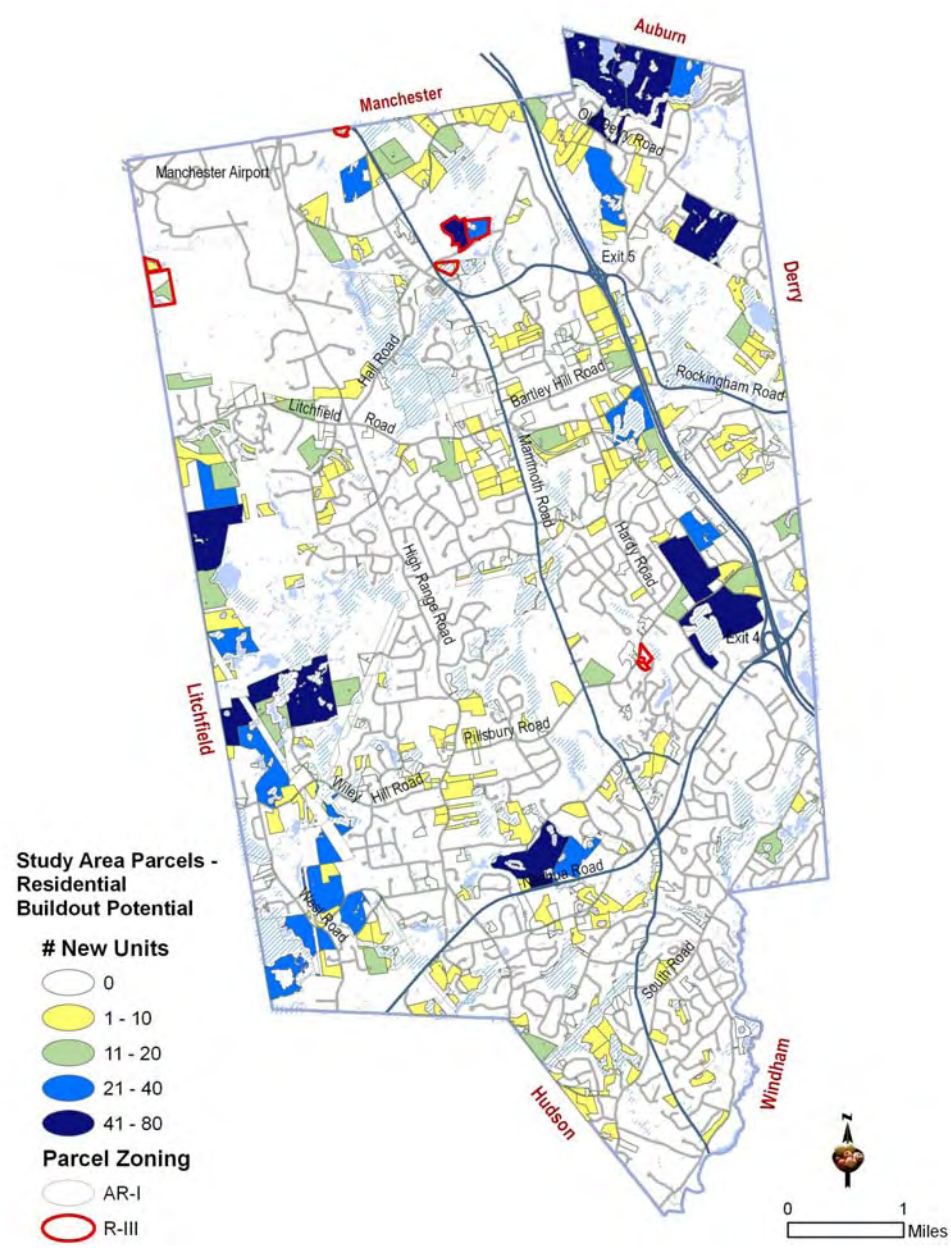 Auburn
Manchester
Old Derry Road
Manchester Airport
Exit 5
Derry
Hall Road
Rockingham Road
Bartley Hill Road
Litchfield Road
Mammoth Road
Hardy Road
High Range Road
Exit 4
Litchfield
Pillsbury Road
Wiley Hill Road
Nashua Road
West Road
South Road
Windham
Hudson
Study Area Parcels -
Residential
Buildout Potential
# New Units
0
1 - 10
11 - 20
21 - 40
41 - 80
Parcel Zoning
AR-I
R-III
N
0 1
Miles